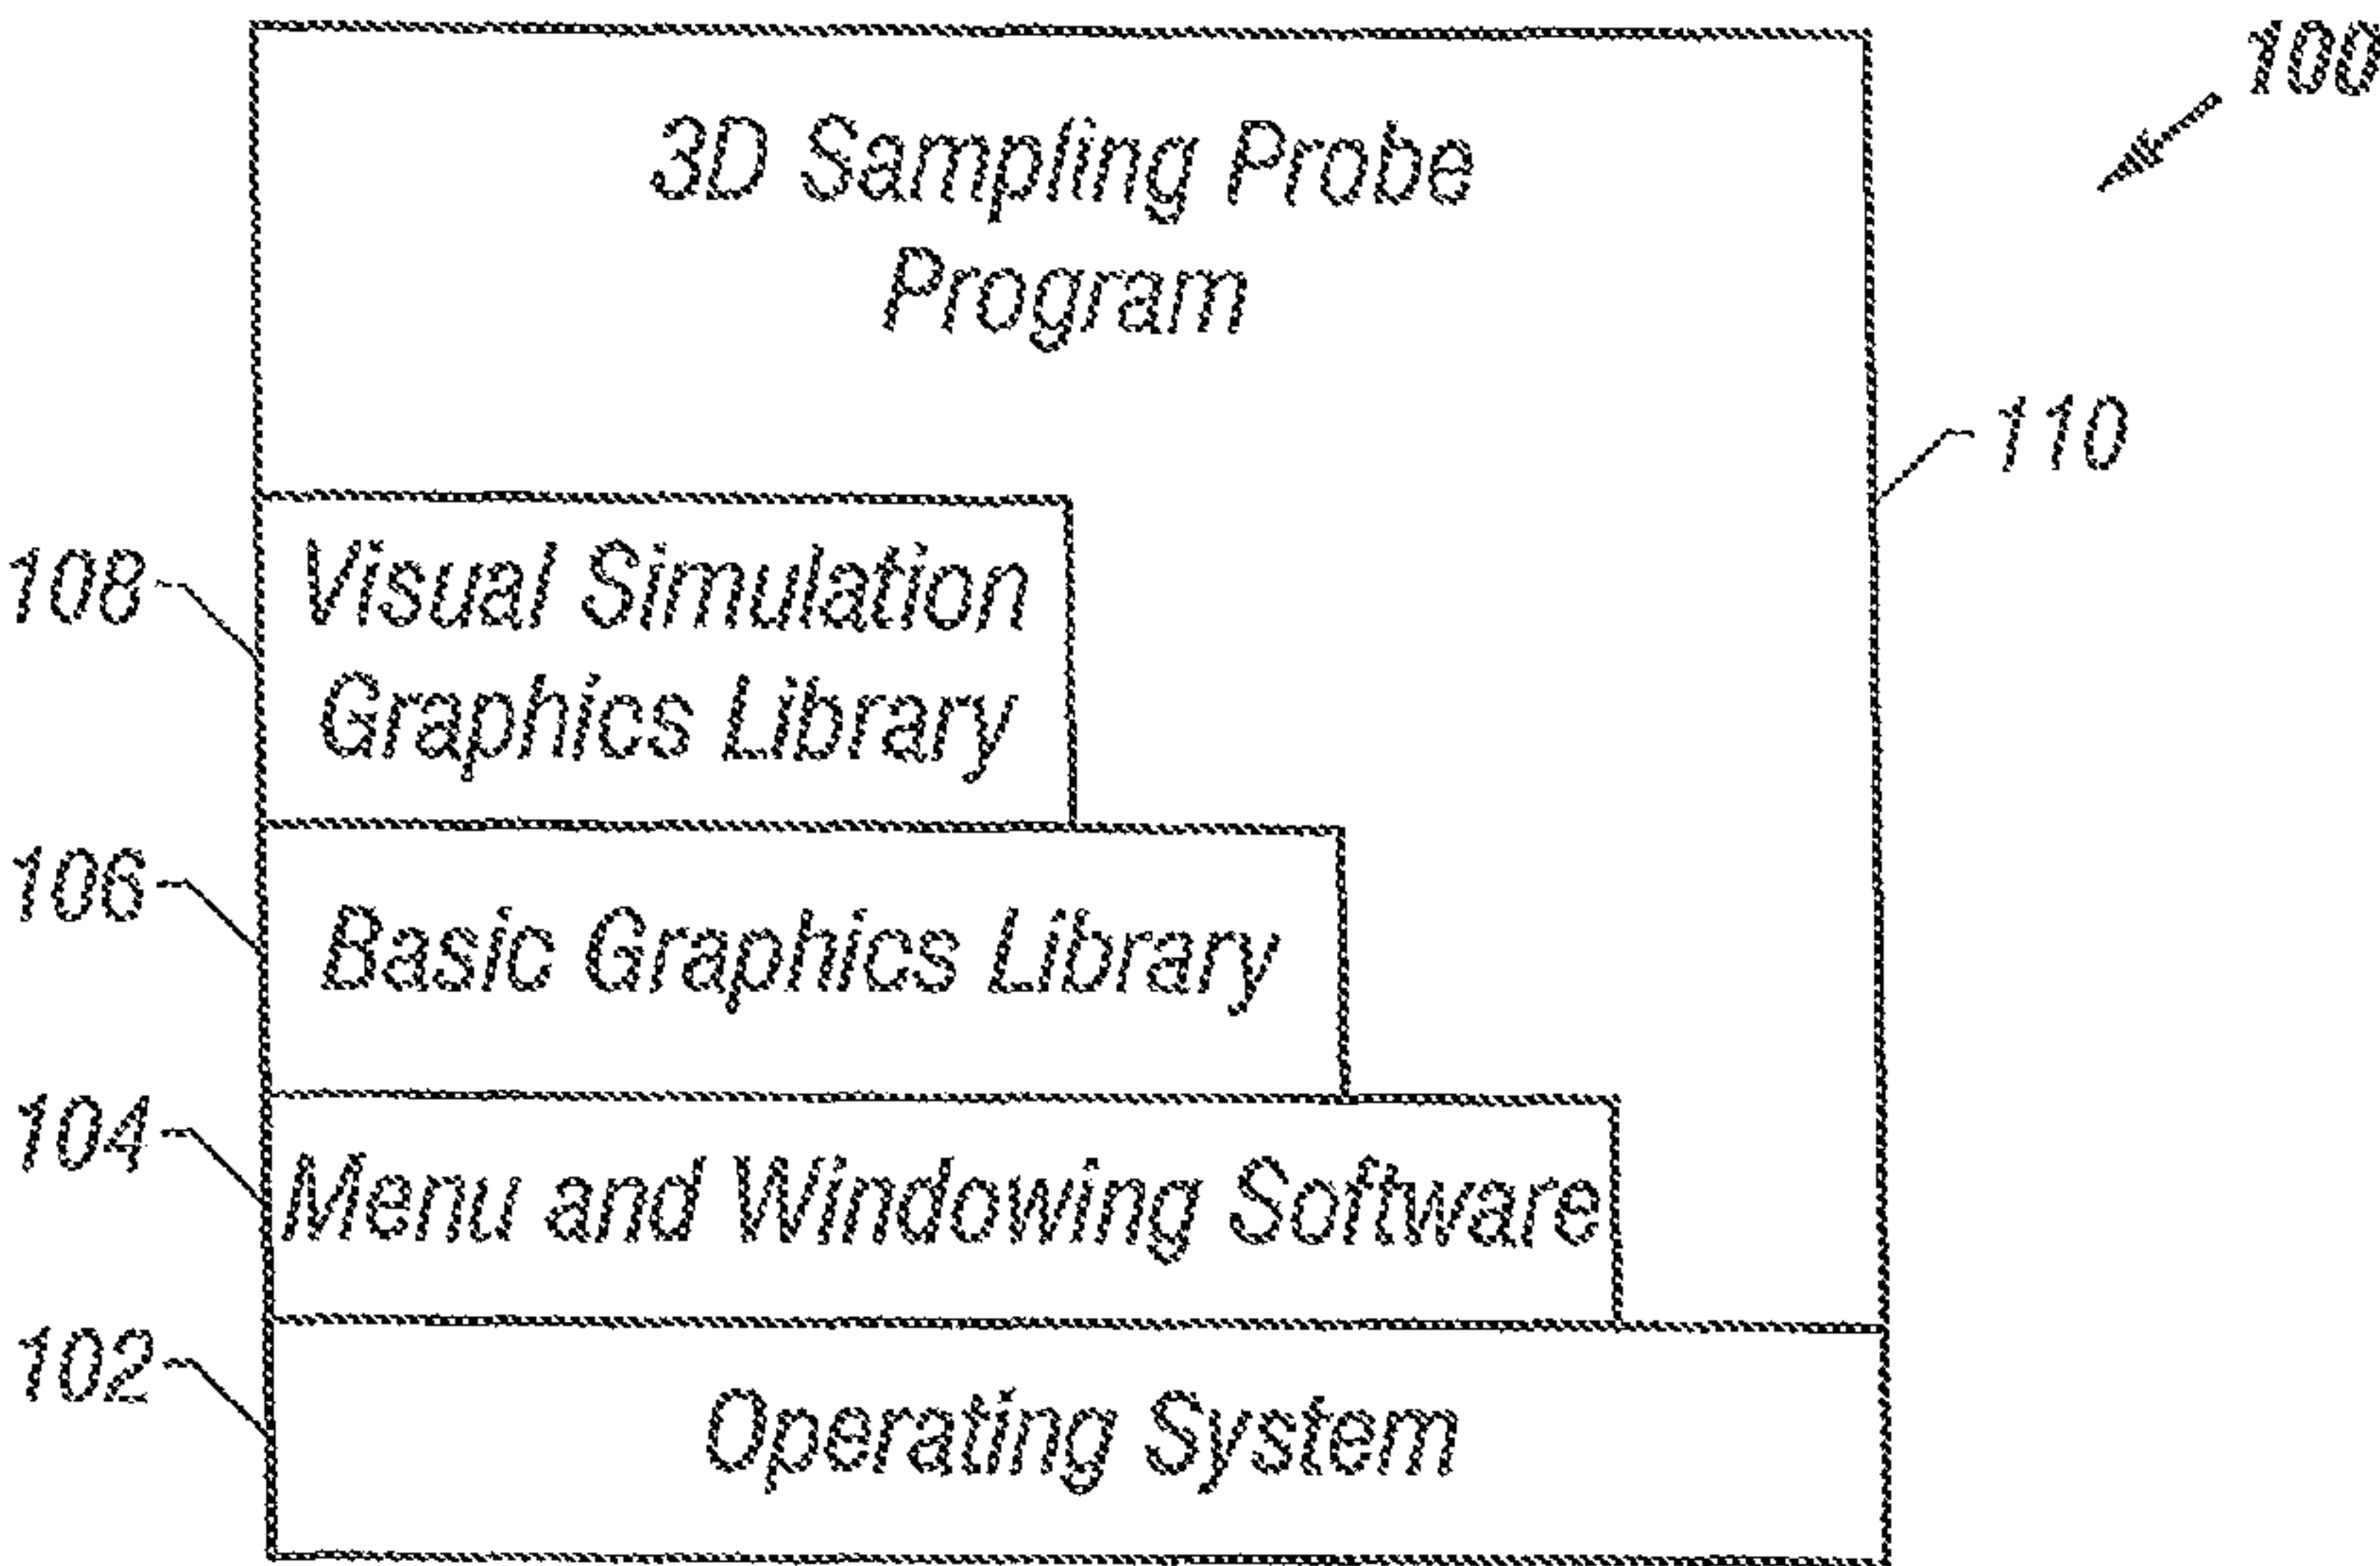 100
3D Sampling Probe
Program
110
108
Visual Simulation
Graphics Library
106
Basic Graphics Library
104
Menu and Windowing Software
102
Operating System